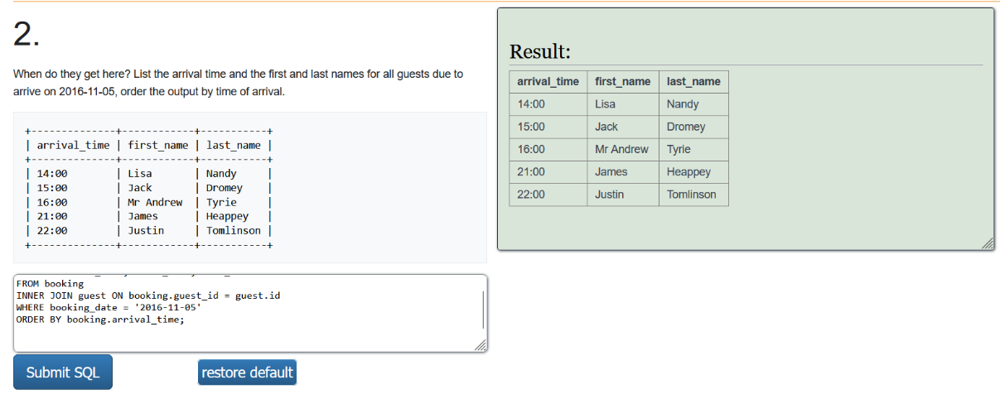 2.
When do they get here? List the arrival time and the first and last names for all guests due to
arrive on 2016-11-05, order the output by time of arrival.
+--------------+------------+-----------+
| arrival_time | first_name | last_name |
+--------------+------------+-----------+
| 14:00        | Lisa       | Nandy     |
| 15:00        | Jack       | Dromey    |
| 16:00        | Mr Andrew  | Tyrie     |
| 21:00        | James      | Heappey   |
| 22:00        | Justin     | Tomlinson |
+--------------+------------+-----------+
FROM booking
INNER JOIN guest ON booking.guest_id = guest.id
WHERE booking_date = '2016-11-05'
ORDER BY booking.arrival_time;
Submit SQL
restore default
Result:
arrival_time first_name last_name
14:00 Lisa Nandy
15:00 Jack Dromey
16:00 Mr Andrew Tyrie
21:00 James Heappey
22:00 Justin Tomlinson